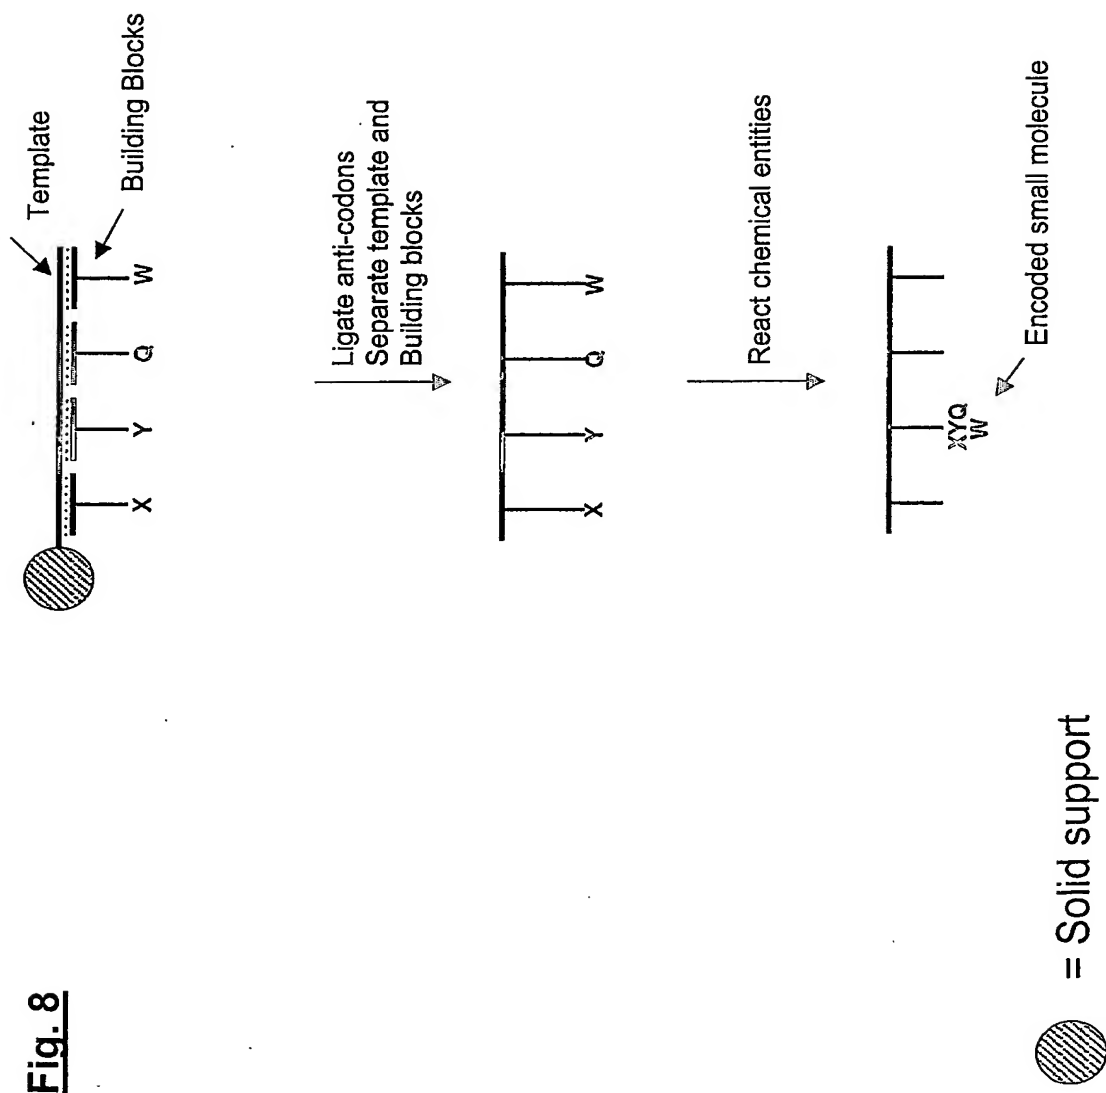 Fig. 8
Template
Building Blocks
X Y Q W
Ligate anti-codons
Separate template and
Building blocks
X Y Q W
React chemical entities
XYQ
W
Encoded small molecule
= Solid support